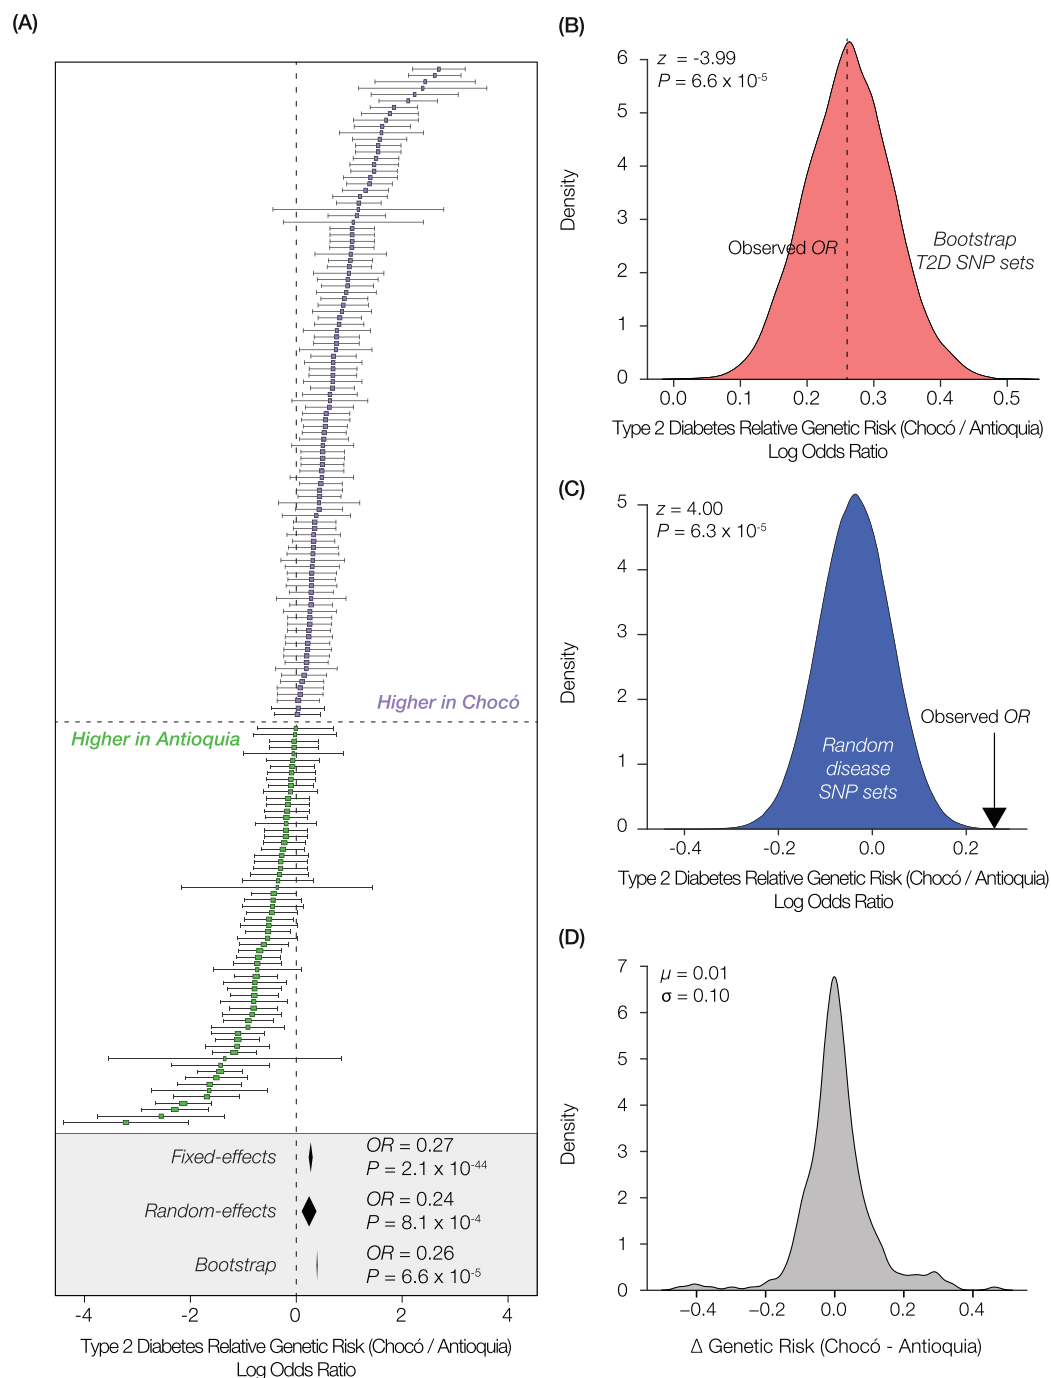 (A)
Higher in Chocó
Higher in Antioquia
Fixed-effects
OR = 0.27
P = 2.1 x 10-44
Random-effects
OR = 0.24
P = 8.1 x 10-4
Bootstrap
OR = 0.26
P = 6.6 x 10-5
-4 -2 0 2 4
Type 2 Diabetes Relative Genetic Risk (Chocó / Antioquia)
Log Odds Ratio
(B)
z = -3.99
P = 6.6 x 10-5
6
5
4
3
2
1
0
Density
Observed OR
Bootstrap
T2D SNP sets
0.0 0.1 0.2 0.3 0.4 0.5
Type 2 Diabetes Relative Genetic Risk (Chocó / Antioquia)
Log Odds Ratio
(C)
z = 4.00
P = 6.3 x 10-5
5
4
3
2
1
0
Density
Random
disease
SNP sets
Observed OR
-0.4 -0.2 0.0 0.2
Type 2 Diabetes Relative Genetic Risk (Chocó / Antioquia)
Log Odds Ratio
(D)
μ = 0.01
σ = 0.10
7
6
5
4
3
2
1
0
Density
−0.4 −0.2 0.0 0.2 0.4
Δ Genetic Risk (Chocó - Antioquia)